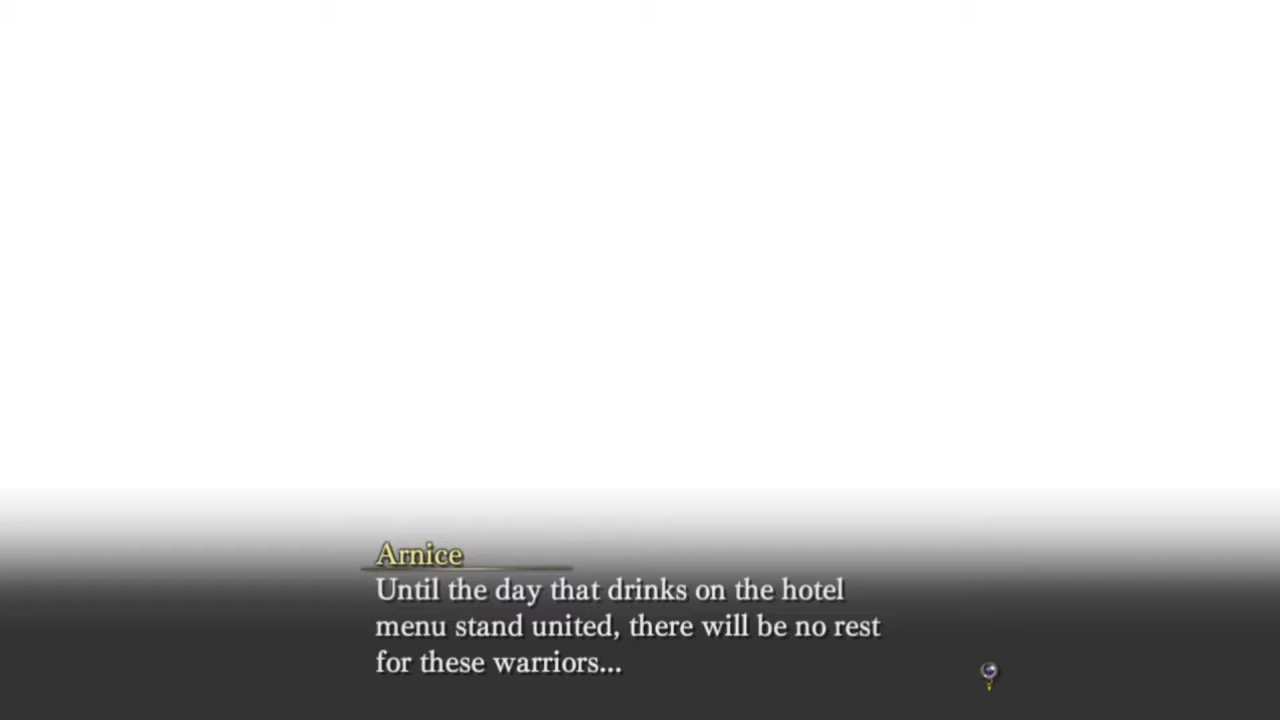 Arnice
Until the day that drinks on the hotel
menu stand united, there will be no rest
for these warriors...